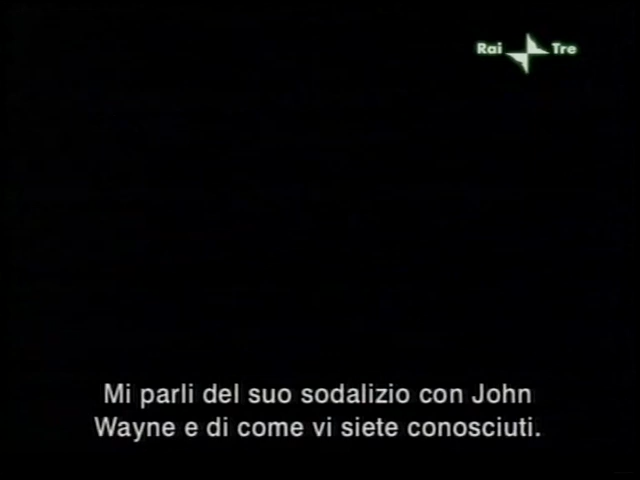 Rai Tre
Mi parli del suo sodalizio con John
Wayne e di come vi siete conosciuti.